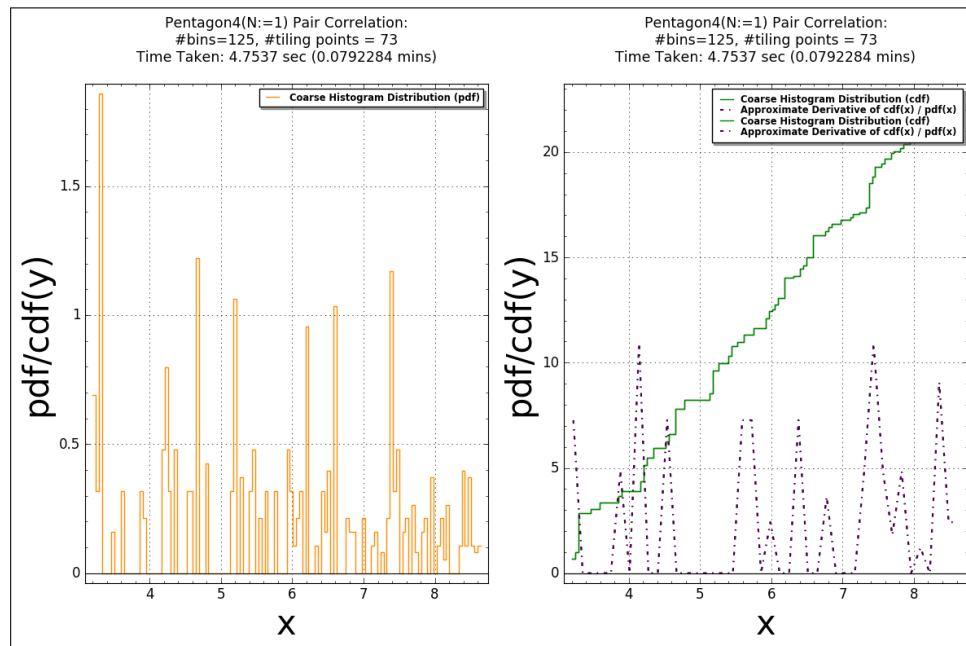 Pentagon4(N:=1) Pair Correlation:
#bins=125, #tiling points = 73
Time Taken: 4.7537 sec (0.0792284 mins)
Coarse Histogram Distribution (pdf)
pdf/cdf(y)
1.5
1
0.5
0
4
5
6
7
8
x
Pentagon4(N:=1) Pair Correlation:
#bins=125, #tiling points = 73
Time Taken: 4.7537 sec (0.0792284 mins)
Coarse Histogram Distribution (cdf)
Approximate Derivative of cdf(x) / pdf(x)
Coarse Histogram Distribution (cdf)
Approximate Derivative of cdf(x) / pdf(x)
pdf/cdf(y)
20
15
10
5
0
4
5
6
7
8
x